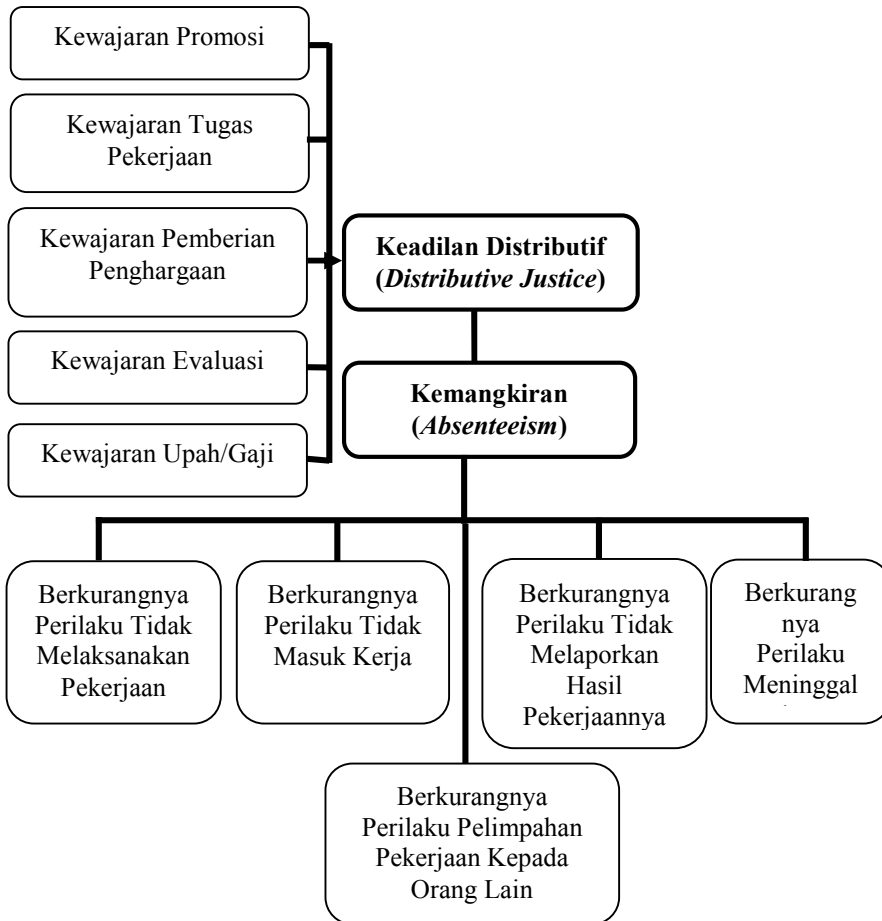 Kewajaran Promosi
Kewajaran Tugas
Pekerjaan
Kewajaran Pemberian
Penghargaan
Kewajaran Evaluasi
Kewajaran Upah/Gaji
Keadilan Distributif
(Distributive Justice)
Kemangkiran
(Absenteeism)
Berkurangnya
Perilaku Tidak
Melaksanakan
Pekerjaan
Berkurangnya
Perilaku Tidak
Masuk Kerja
Berkurangnya
Perilaku Tidak
Melaporkan
Hasil
Pekerjaannya
Berkurang
nya
Perilaku
Meninggal
Berkurangnya
Perilaku Pelimpahan
Pekerjaan Kepada
Orang Lain